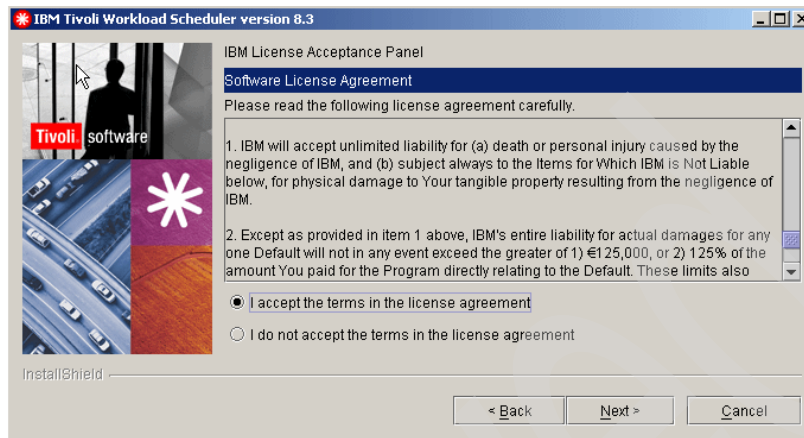 IBM Tivoli Workload Scheduler version 8.3
IBM License Acceptance Panel
Software License Agreement
Please read the following license agreement carefully.
Tivoli software
1. IBM will accept unlimited liability for (a) death or personal injury caused by the
negligence of IBM, and (b) subject always to the Items for Which IBM is Not Liable
below, for physical damage to Your tangible property resulting from the negligence of
IBM.
2. Except as provided in item 1 above, IBM's entire liability for actual damages for any
one Default will not in any event exceed the greater of 1) €125,000, or 2) 125% of the
amount You paid for the Program directly relating to the Default. These limits also
I accept the terms in the license agreement
I do not accept the terms in the license agreement
InstallShield
< Back Next > Cancel